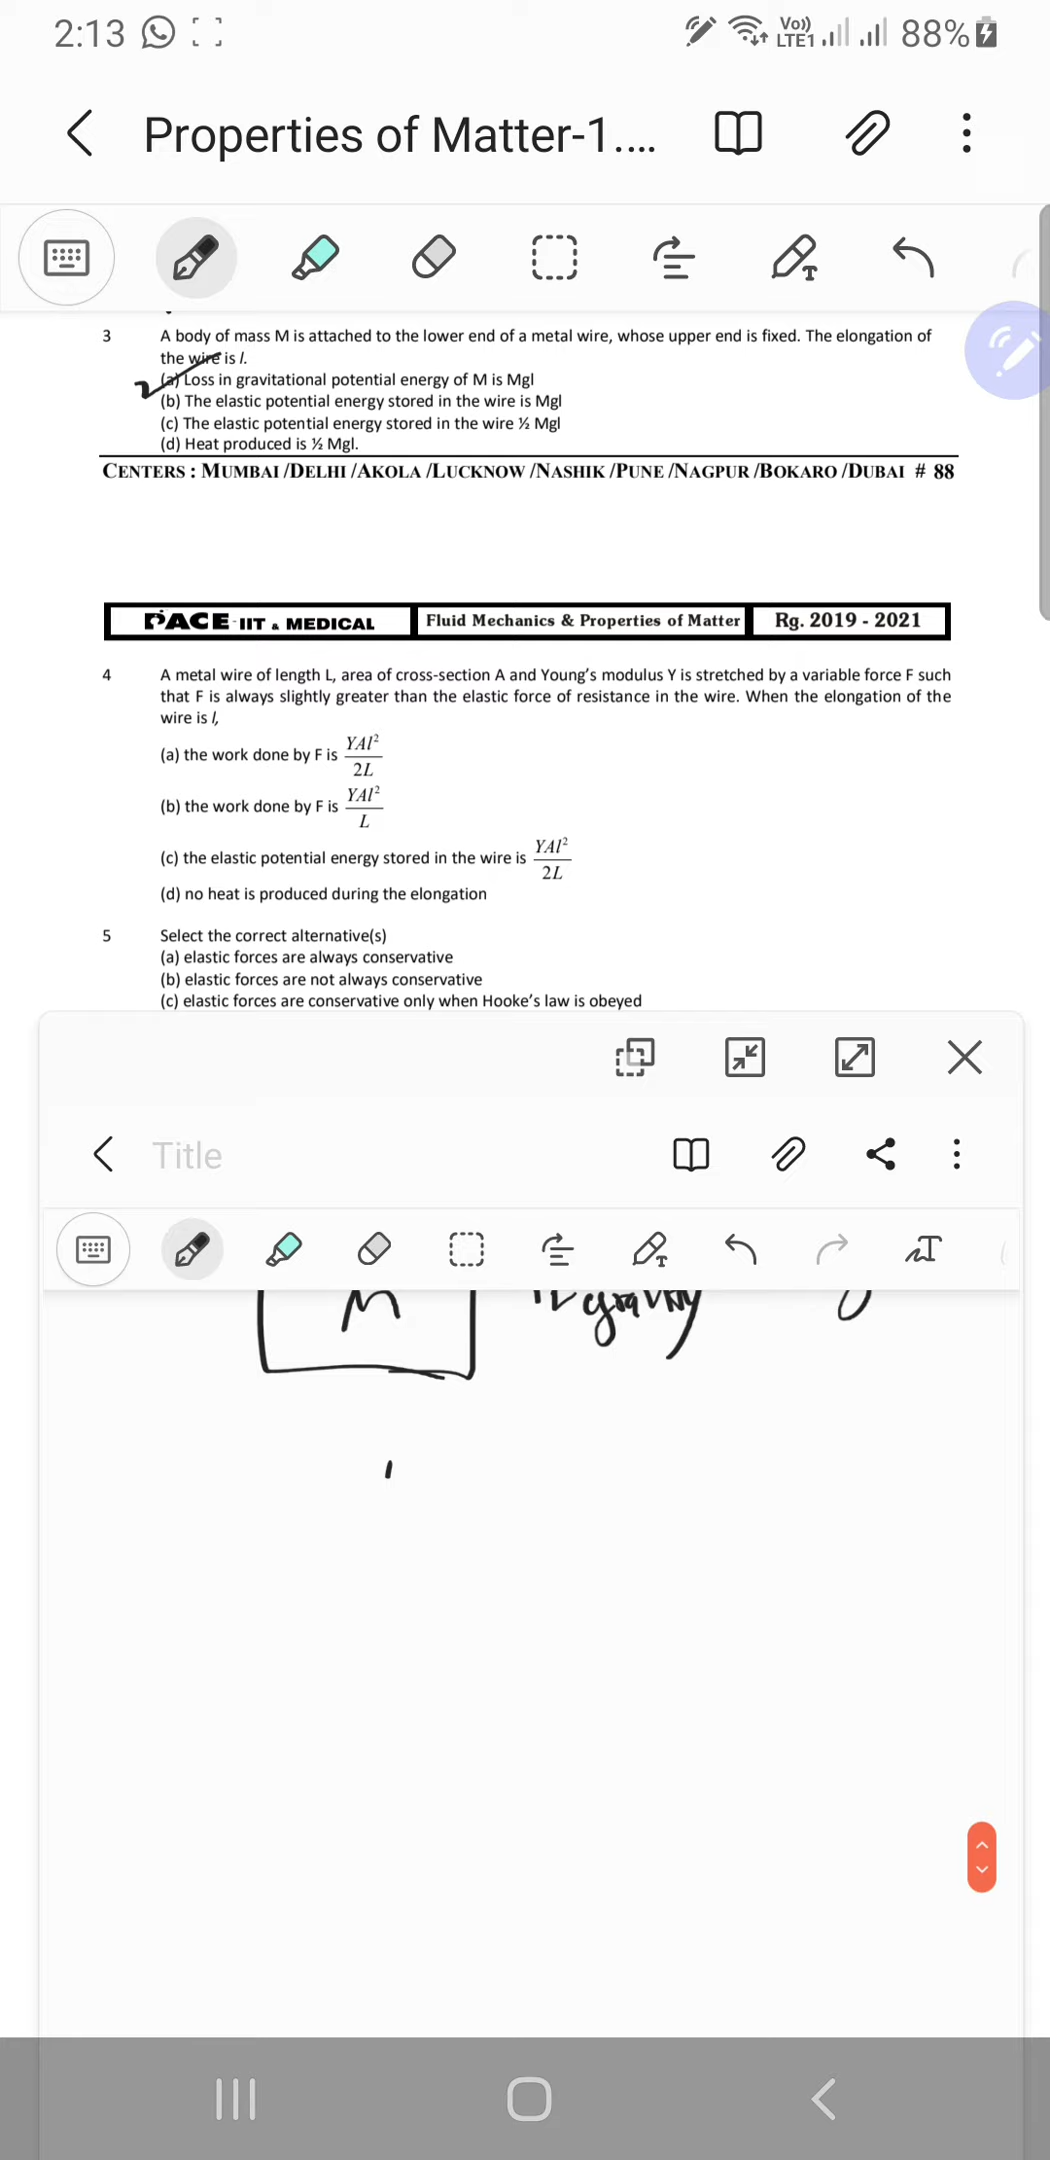 2:13 Vo)) LTE1 88%
Properties of Matter-1....
3 A body of mass M is attached to the lower end of a metal wire, whose upper end is fixed. The elongation of
the wire is l.
(a) Loss in gravitational potential energy of M is Mgl
(b) The elastic potential energy stored in the wire is Mgl
(c) The elastic potential energy stored in the wire ½ Mgl
(d) Heat produced is ½ Mgl.
CENTERS : MUMBAI /DELHI /AKOLA /LUCKNOW /NASHIK /PUNE /NAGPUR /BOKARO /DUBAI # 88
PACE IIT & MEDICAL Fluid Mechanics & Properties of Matter Rg. 2019 - 2021
4 A metal wire of length L, area of cross-section A and Young's modulus Y is stretched by a variable force F such
that F is always slightly greater than the elastic force of resistance in the wire. When the elongation of the
wire is l,
(a) the work done by F is YAl²/2L
(b) the work done by F is YAl²/L
(c) the elastic potential energy stored in the wire is YAl²/2L
(d) no heat is produced during the elongation
5 Select the correct alternative(s)
(a) elastic forces are always conservative
(b) elastic forces are not always conservative
(c) elastic forces are conservative only when Hooke's law is obeyed
Title
M gravity